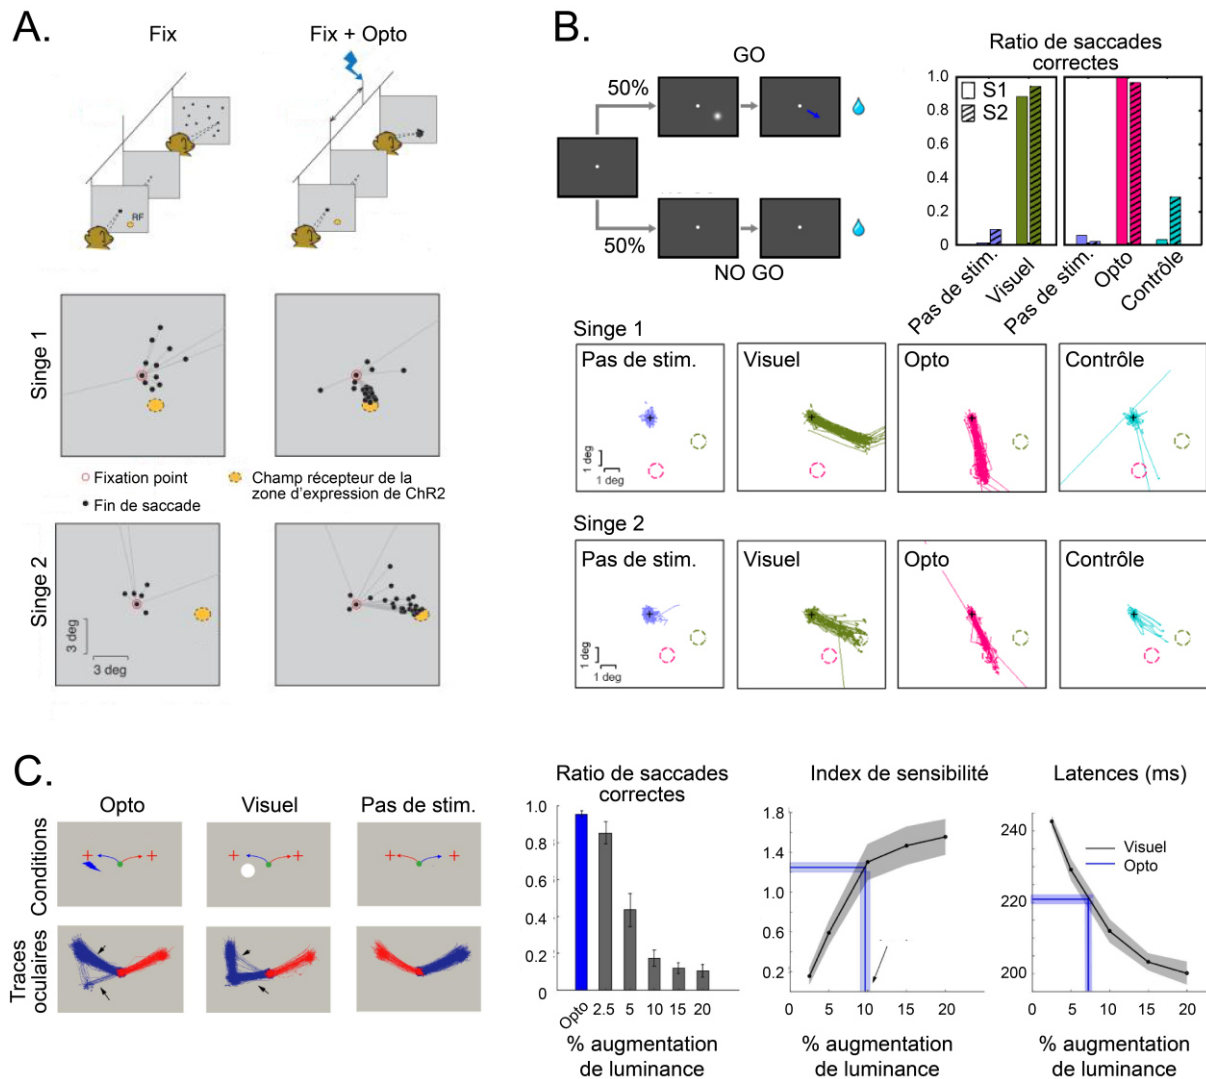 A.
Fix
Fix + Opto
RF
Singe 1
Fixation point
Fin de saccade
Champ récepteur de la
zone d'expression de ChR2
Singe 2
3 deg
3 deg
B.
GO
50%
50%
NO GO
Ratio de saccades
correctes
1.0
0.8
0.6
0.4
0.2
0
S1
S2
Pas de stim.
Visuel
Pas de stim.
Opto
Contrôle
Singe 1
Pas de stim.
Visuel
Opto
Contrôle
1 deg
1 deg
Singe 2
Pas de stim.
Visuel
Opto
Contrôle
1 deg
1 deg
C.
Opto
Visuel
Pas de stim.
Conditions
Traces
oculaires
Ratio de saccades
correctes
1.0
0.8
0.6
0.4
0.2
0
Opto
2.5
5
10
15
20
% augmentation
de luminance
Index de sensibilité
1.8
1.4
1.0
0.6
0.2
0
5
10
15
20
% augmentation
de luminance
Latences (ms)
240
220
200
Visuel
Opto
0
5
10
15
20
% augmentation
de luminance